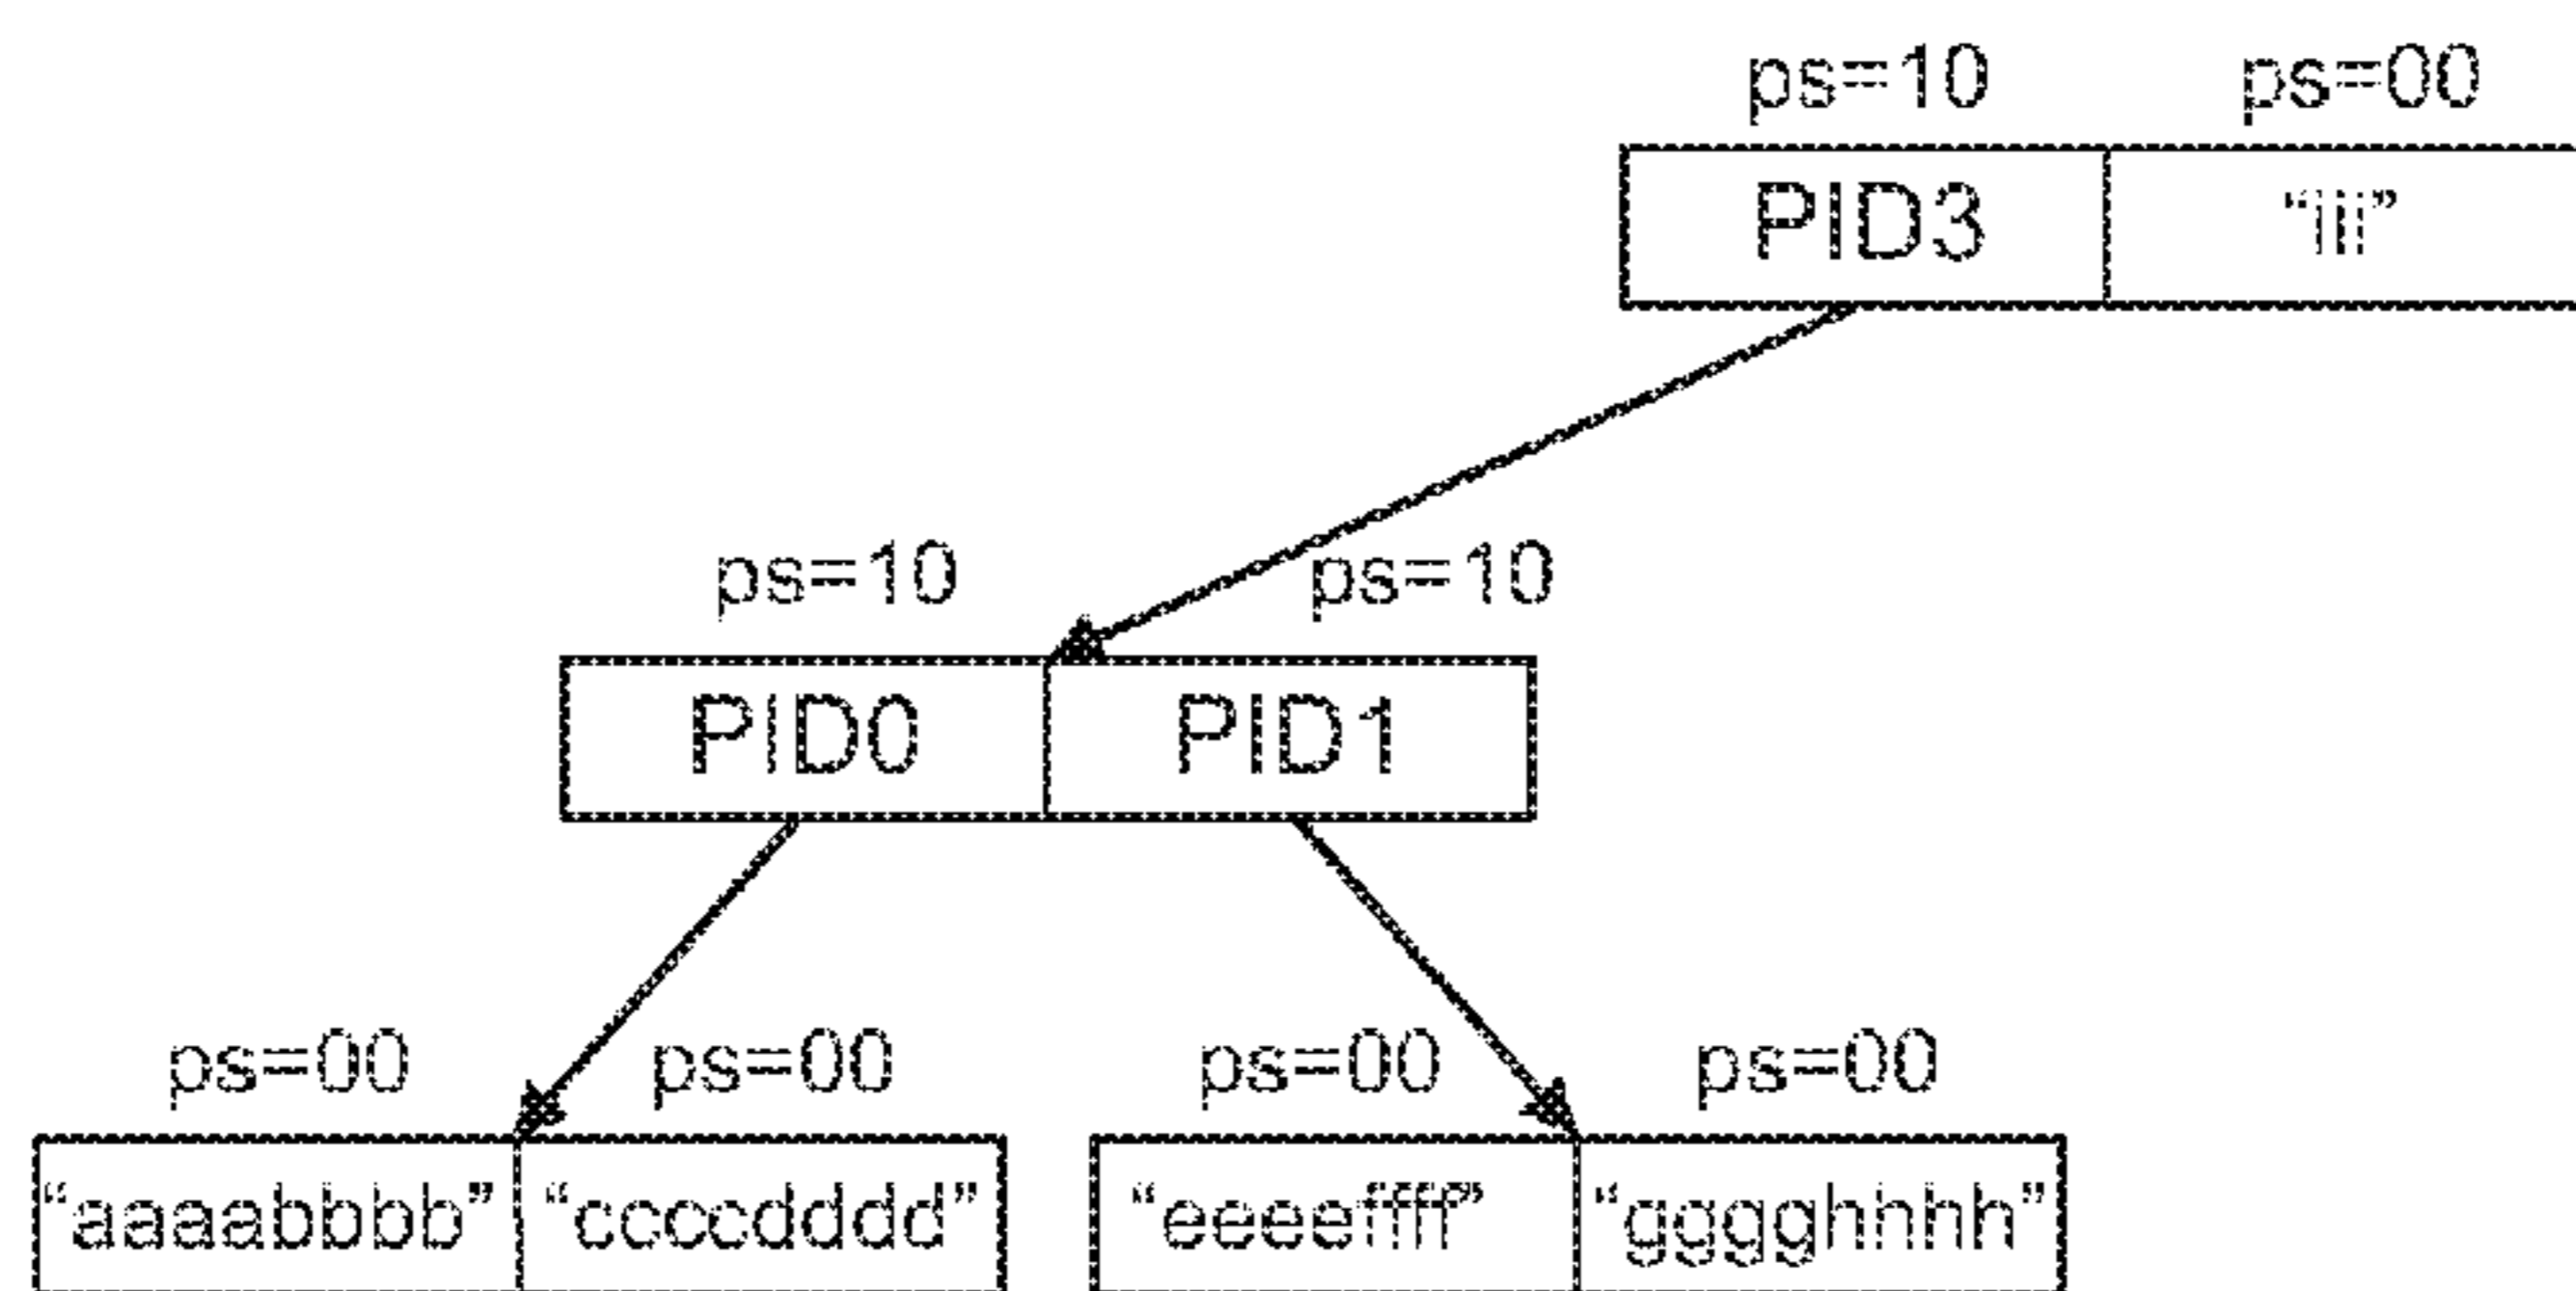 ps=10 ps=00
PID3 "iii"
ps=10 ps=10
PID0 PID1
ps=00 ps=00 ps=00 ps=00
"aaaabbbb" "ccccdddd" "eeeeffff" "gggghhhh"